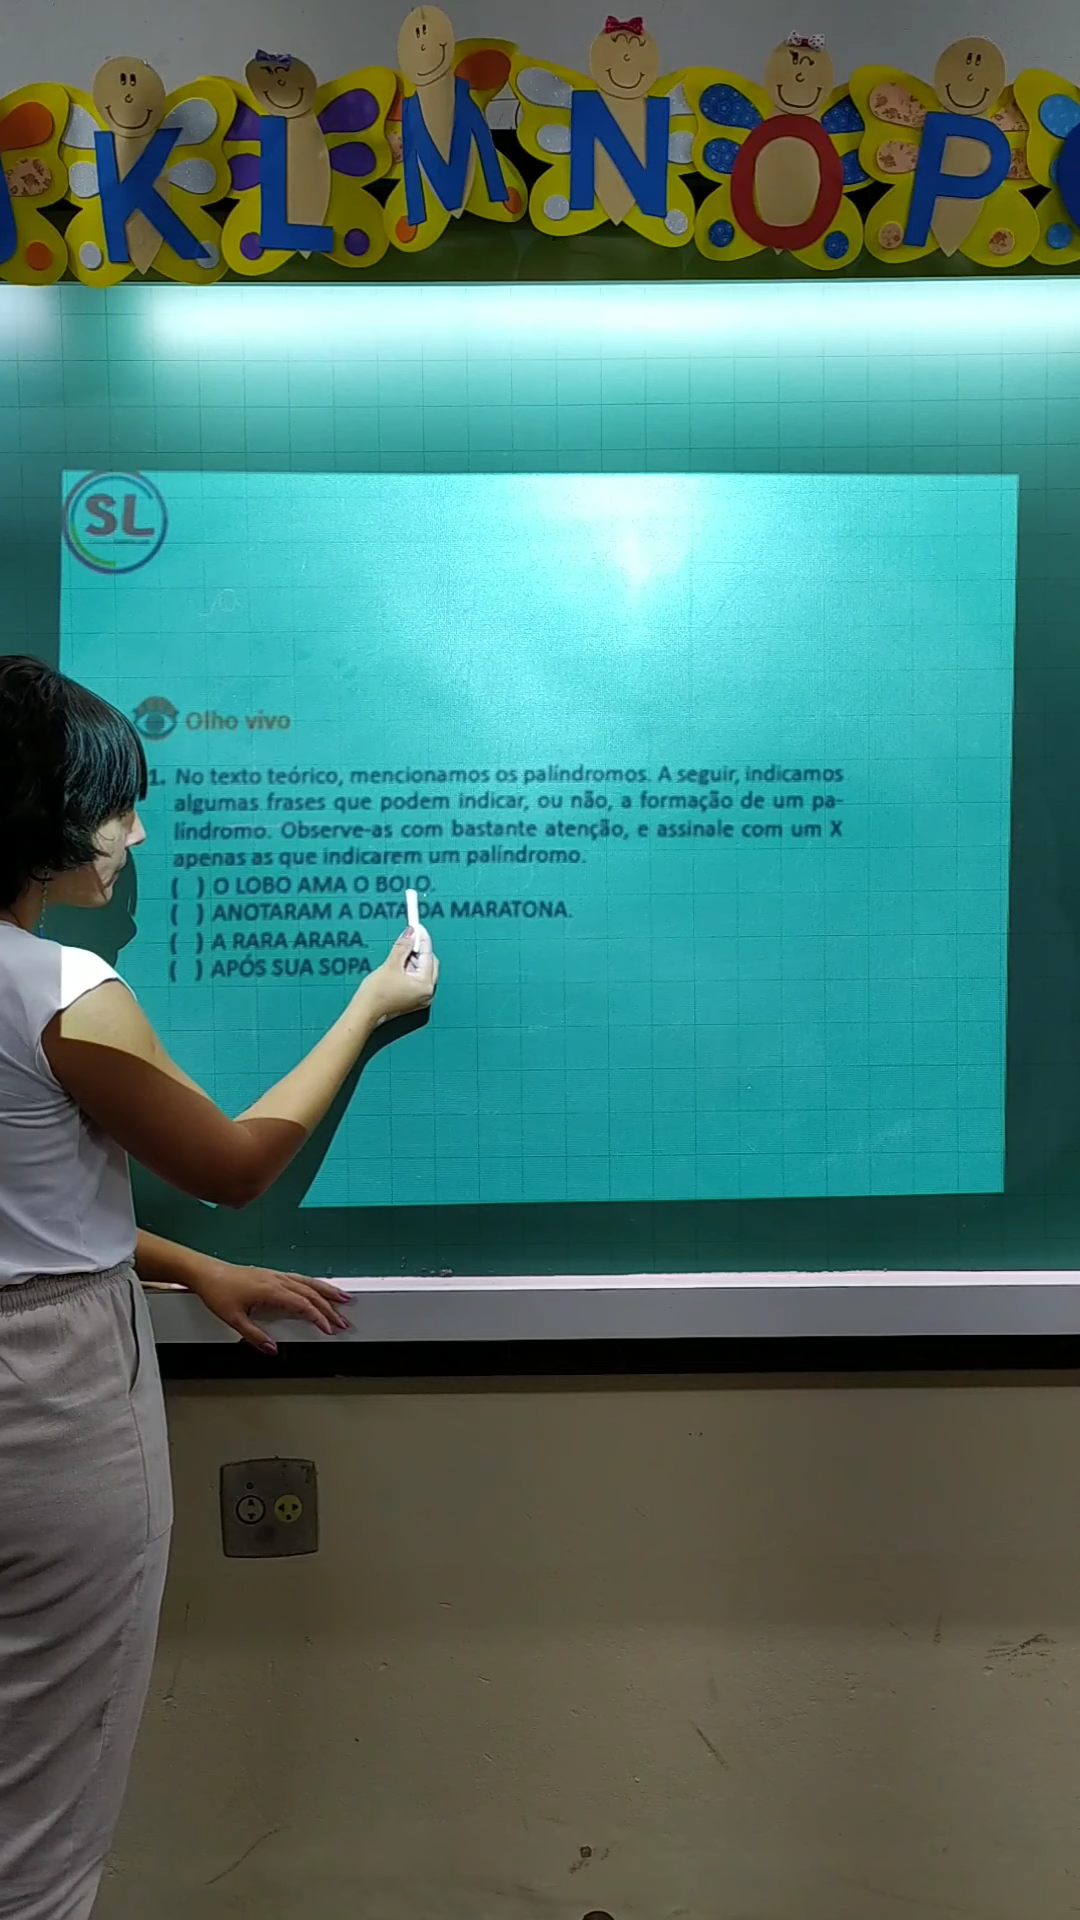 K L M N O P
SL
Olho vivo
1. No texto teórico, mencionamos os palíndromos. A seguir, indicamos
algumas frases que podem indicar, ou não, a formação de um pa-
líndromo. Observe-as com bastante atenção, e assinale com um X
apenas as que indicarem um palíndromo.
( ) O LOBO AMA O BOLO.
( ) ANOTARAM A DATA DA MARATONA.
( ) A RARA ARARA.
( ) APÓS SUA SOPA